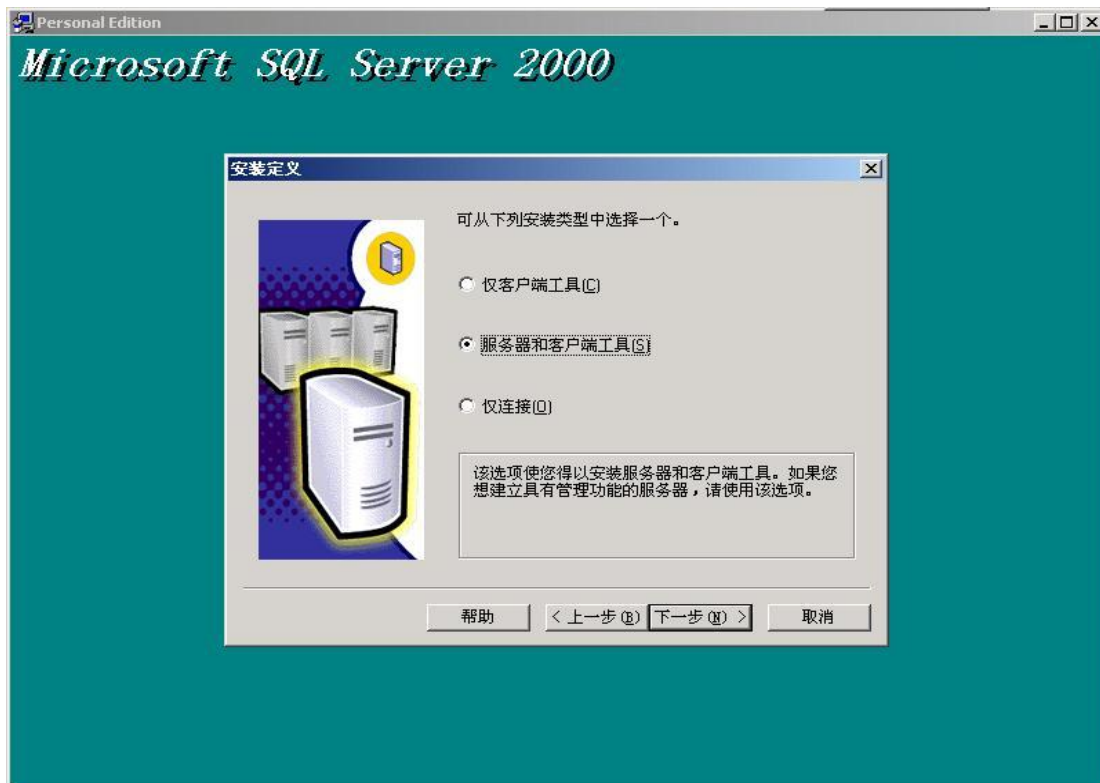 Personal Edition
Microsoft SQL Server 2000
安装定义
可从下列安装类型中选择一个。
仅客户端工具(C)
服务器和客户端工具(S)
仅连接(O)
该选项使您得以安装服务器和客户端工具。如果您
想建立具有管理功能的服务器，请使用该选项。
帮助 < 上一步(B) 下一步(N) > 取消